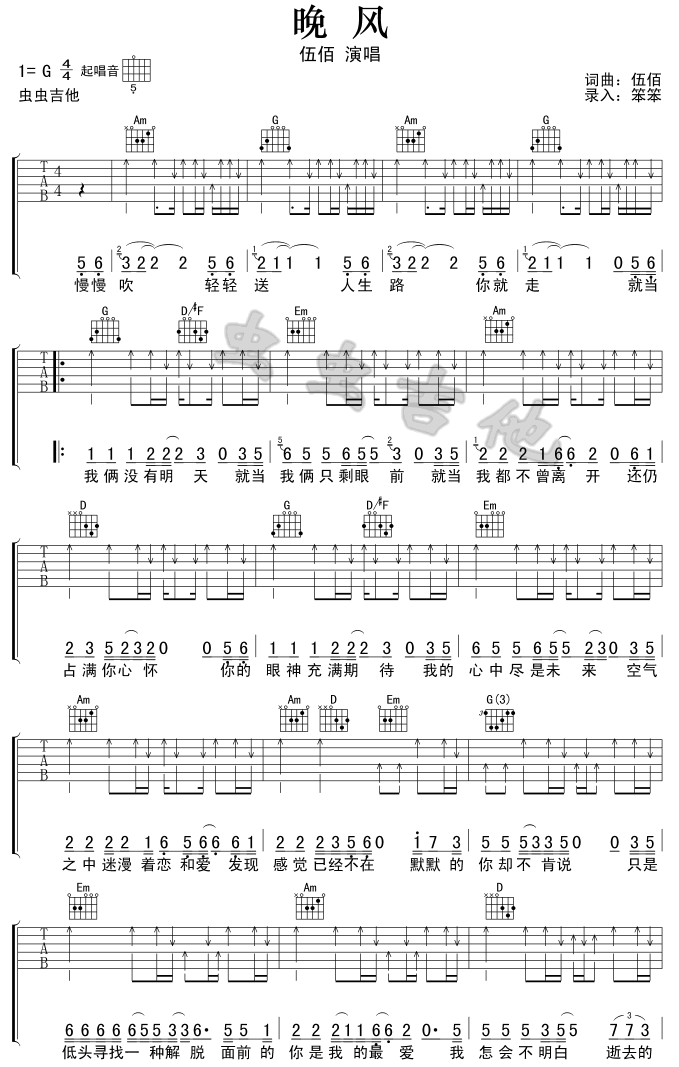 晚 风
伍佰 演唱
1= G 4/4 起唱音 5
词曲：伍佰
虫虫吉他
录入：笨笨
Am G Am G
T A B 4 4
5 6 3 2 2 2 5 6 2 1 1 1 5 6 3 2 2 2 5 6 2 1 1 1 0 5 6
慢慢 吹 轻轻 送 人生 路 你就 走 就当
G D/#F Em Am
T A B
虫虫吉他
1 1 1 2 2 2 3 0 3 5 6 5 5 6 5 5 3 0 3 5 2 2 2 1 6 6 2 0 6 1
我俩没有明 天 就当 我俩只剩眼 前 就当 我都不曾离 开 还仍
D G D/#F Em
T A B
2 3 5 2 3 2 0 0 5 6 1 1 1 2 2 2 3 0 3 5 6 5 5 6 5 5 2 3 0 3 5
占满你心怀 你的 眼神充满期 待 我的 心中尽是未 来 空气
Am Am D Em G(3)
T A B
2 2 2 2 1 6 5 6 6 6 1 2 2 2 3 5 6 0 0 1 7 3 5 5 5 3 3 5 0 0 3 5
之中迷漫着恋和爱 发现 感觉已经不在 默默的 你却不肯说 只是
Em Am D
T A B
6 6 6 6 6 5 5 3 3 6· 5 5 0 3 2 2 1 1 6 6 2 0· 5 5 3 5 3 5 5 7 7 3
低头寻找一种解 脱 面前的 你是我的最 爱 我 怎会不明白 逝去的